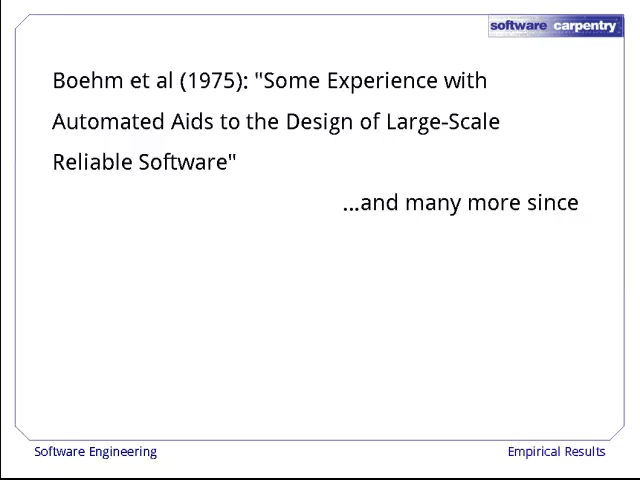 software carpentry
Boehm et al (1975): "Some Experience with
Automated Aids to the Design of Large-Scale
Reliable Software"
...and many more since
Software Engineering
Empirical Results